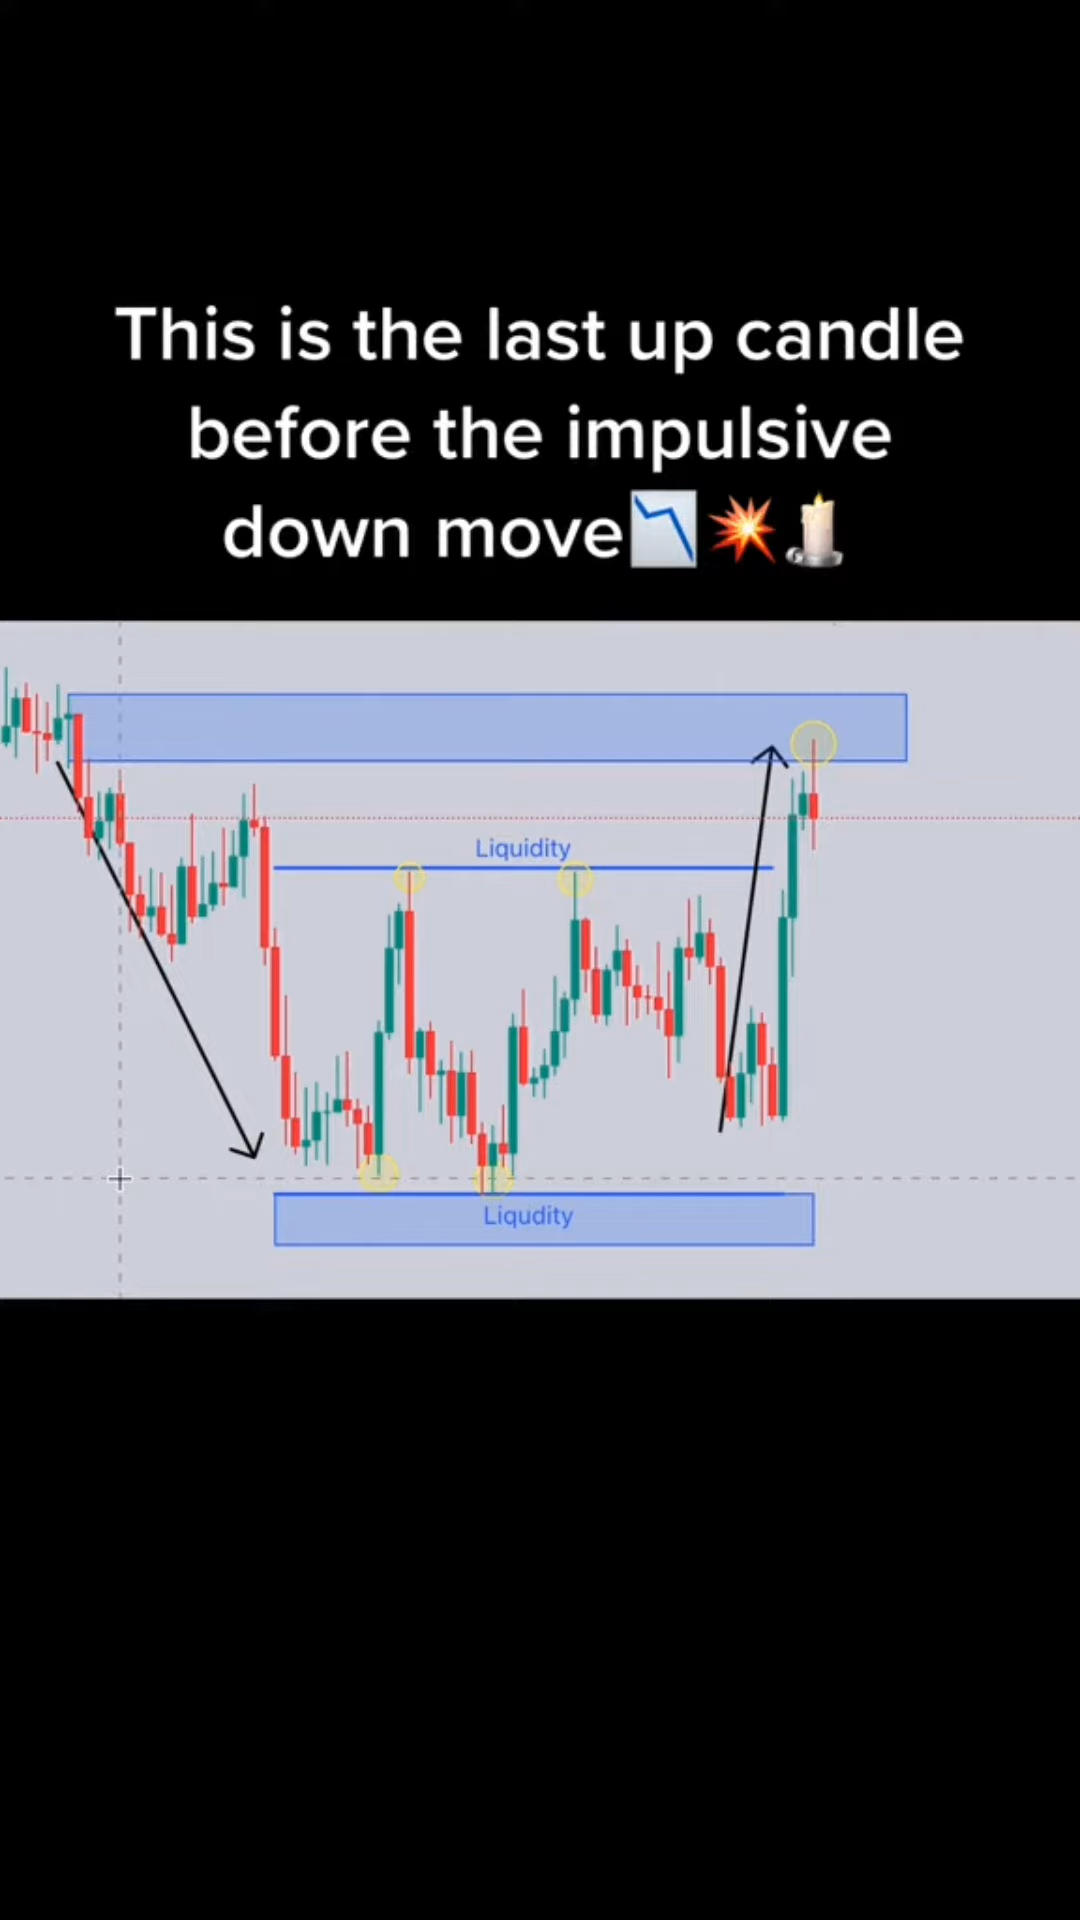 This is the last up candle
before the impulsive
down move📉💥🕯️
Liquidity
Liqudity